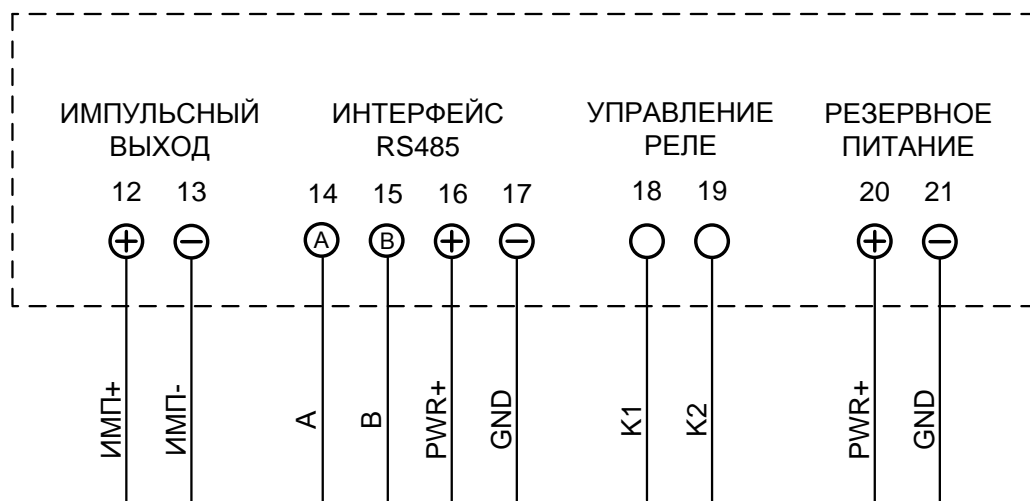 ИМПУЛЬСНЫЙ
ВЫХОД
ИНТЕРФЕЙС
RS485
УПРАВЛЕНИЕ
РЕЛЕ
РЕЗЕРВНОЕ
ПИТАНИЕ
12 13 14 15 16 17 18 19 20 21
+ − A B + − + −
ИМП+
ИМП-
A
B
PWR+
GND
K1
K2
PWR+
GND